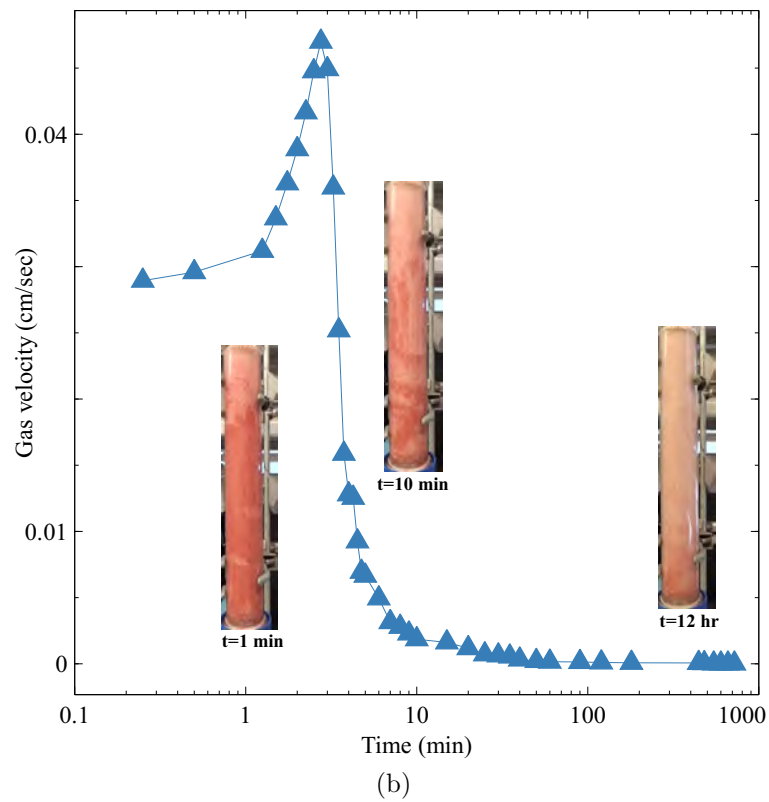 0.04
0.01
0
0.1
1
10
100
1000
Gas velocity (cm/sec)
Time (min)
t=1 min
t=10 min
t=12 hr
(b)